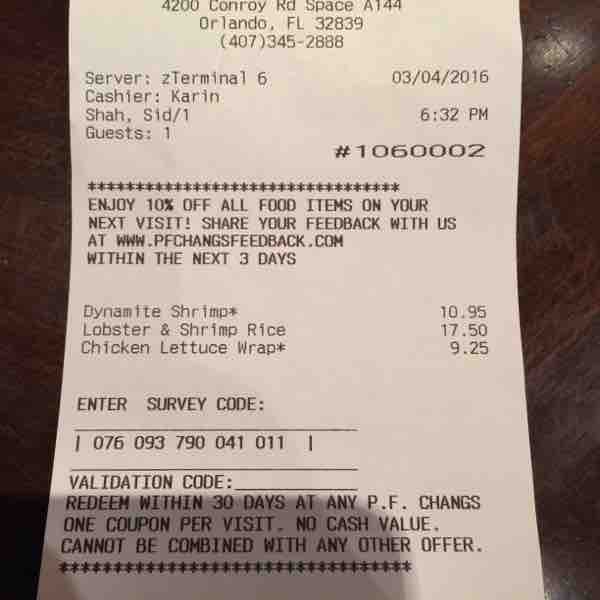 4200 Conroy Rd Space A144
Orlando, FL 32839
(407)345-2888
Server: zTerminal 6 03/04/2016
Cashier: Karin
Shah, Sid/1 6:32 PM
Guests: 1
#1060002
*************************************
ENJOY 10% OFF ALL FOOD ITEMS ON YOUR
NEXT VISIT! SHARE YOUR FEEDBACK WITH US
AT WWW.PFCHANGSFEEDBACK.COM
WITHIN THE NEXT 3 DAYS
Dynamite Shrimp* 10.95
Lobster & Shrimp Rice 17.50
Chicken Lettuce Wrap* 9.25
ENTER SURVEY CODE:
| 076 093 790 041 011 |
VALIDATION CODE:__________
REDEEM WITHIN 30 DAYS AT ANY P.F. CHANGS
ONE COUPON PER VISIT. NO CASH VALUE.
CANNOT BE COMBINED WITH ANY OTHER OFFER.
*************************************